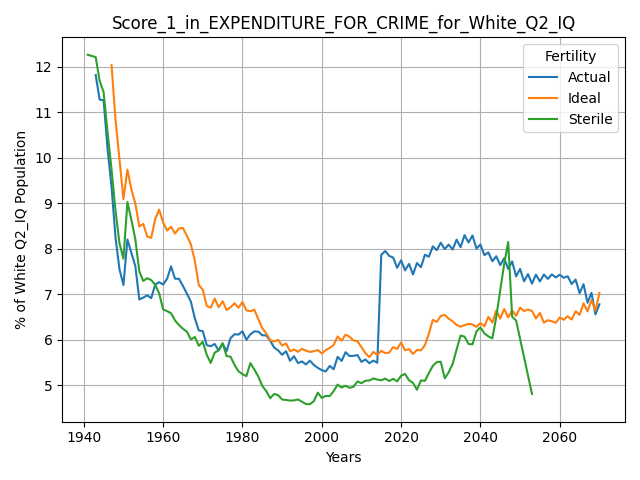 Score_1_in_EXPENDITURE_FOR_CRIME_for_White_Q2_IQ
Fertility
Actual
Ideal
Sterile
% of White Q2_IQ Population
12
11
10
9
8
7
6
5
1940 1960 1980 2000 2020 2040 2060
Years